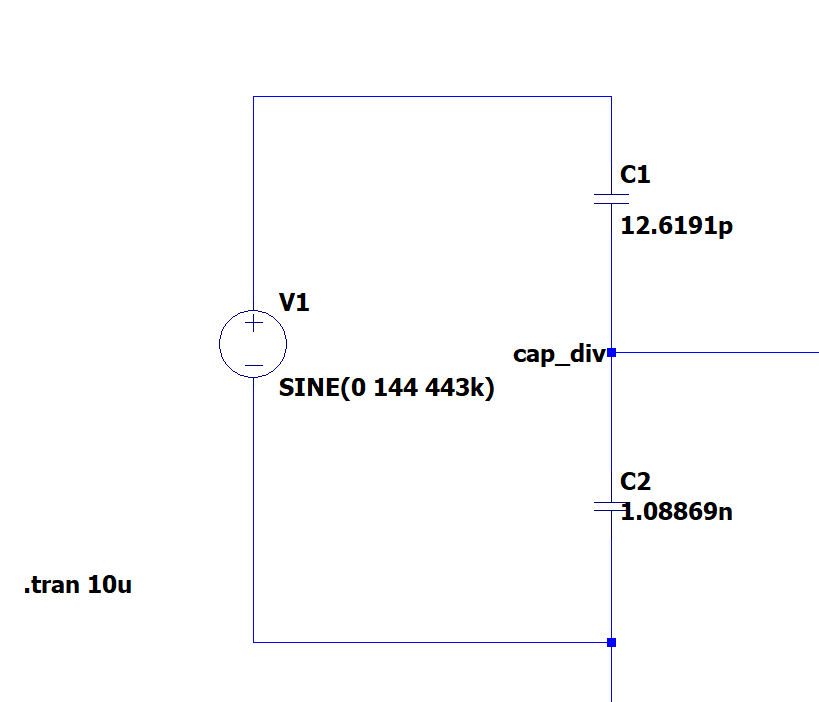 C1
12.6191p
V1
cap_div
SINE(0 144 443k)
C2
1.08869n
.tran 10u